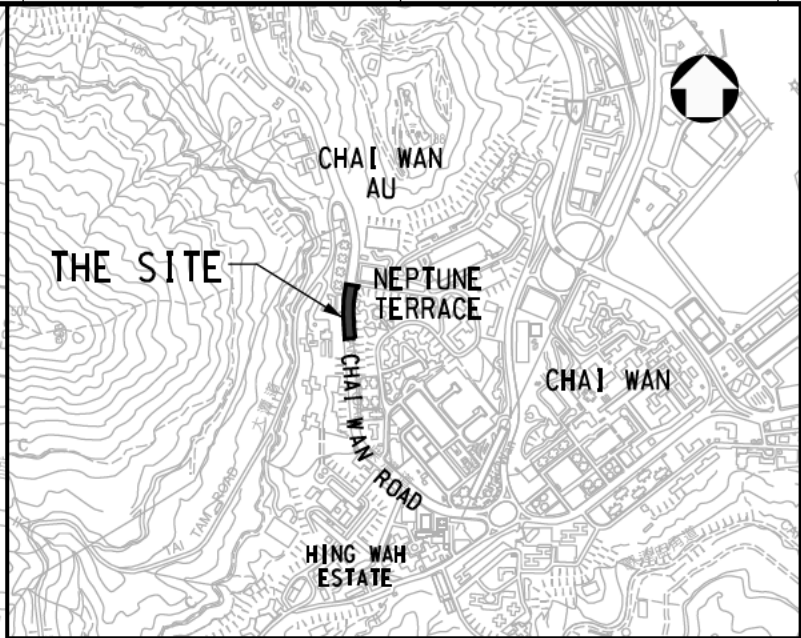 CHAI WAN
AU
THE SITE
NEPTUNE
TERRACE
CHAI WAN
CHAI WAN ROAD
TAI TAM ROAD
HING WAH
ESTATE